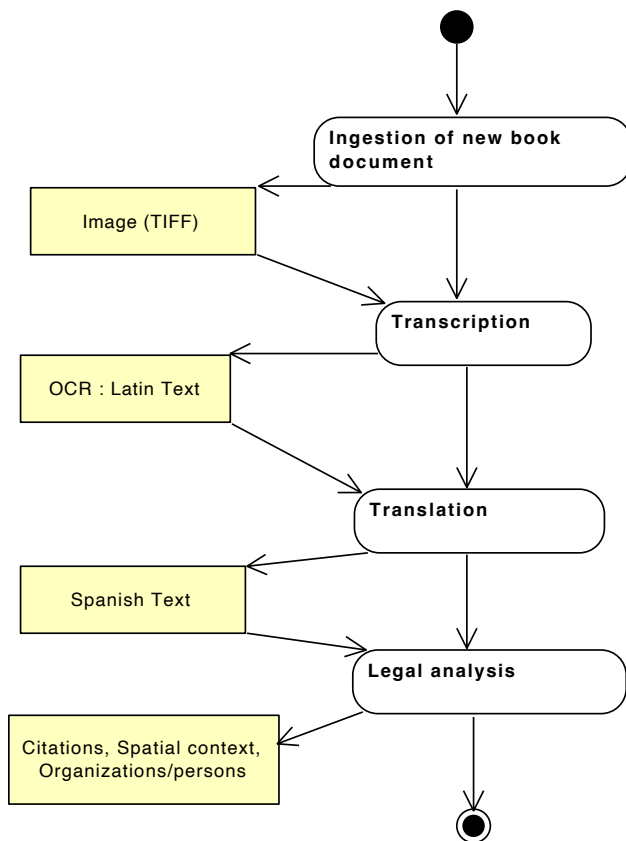 Ingestion of new book
document
Image (TIFF)
Transcription
OCR : Latin Text
Translation
Spanish Text
Legal analysis
Citations, Spatial context,
Organizations/persons